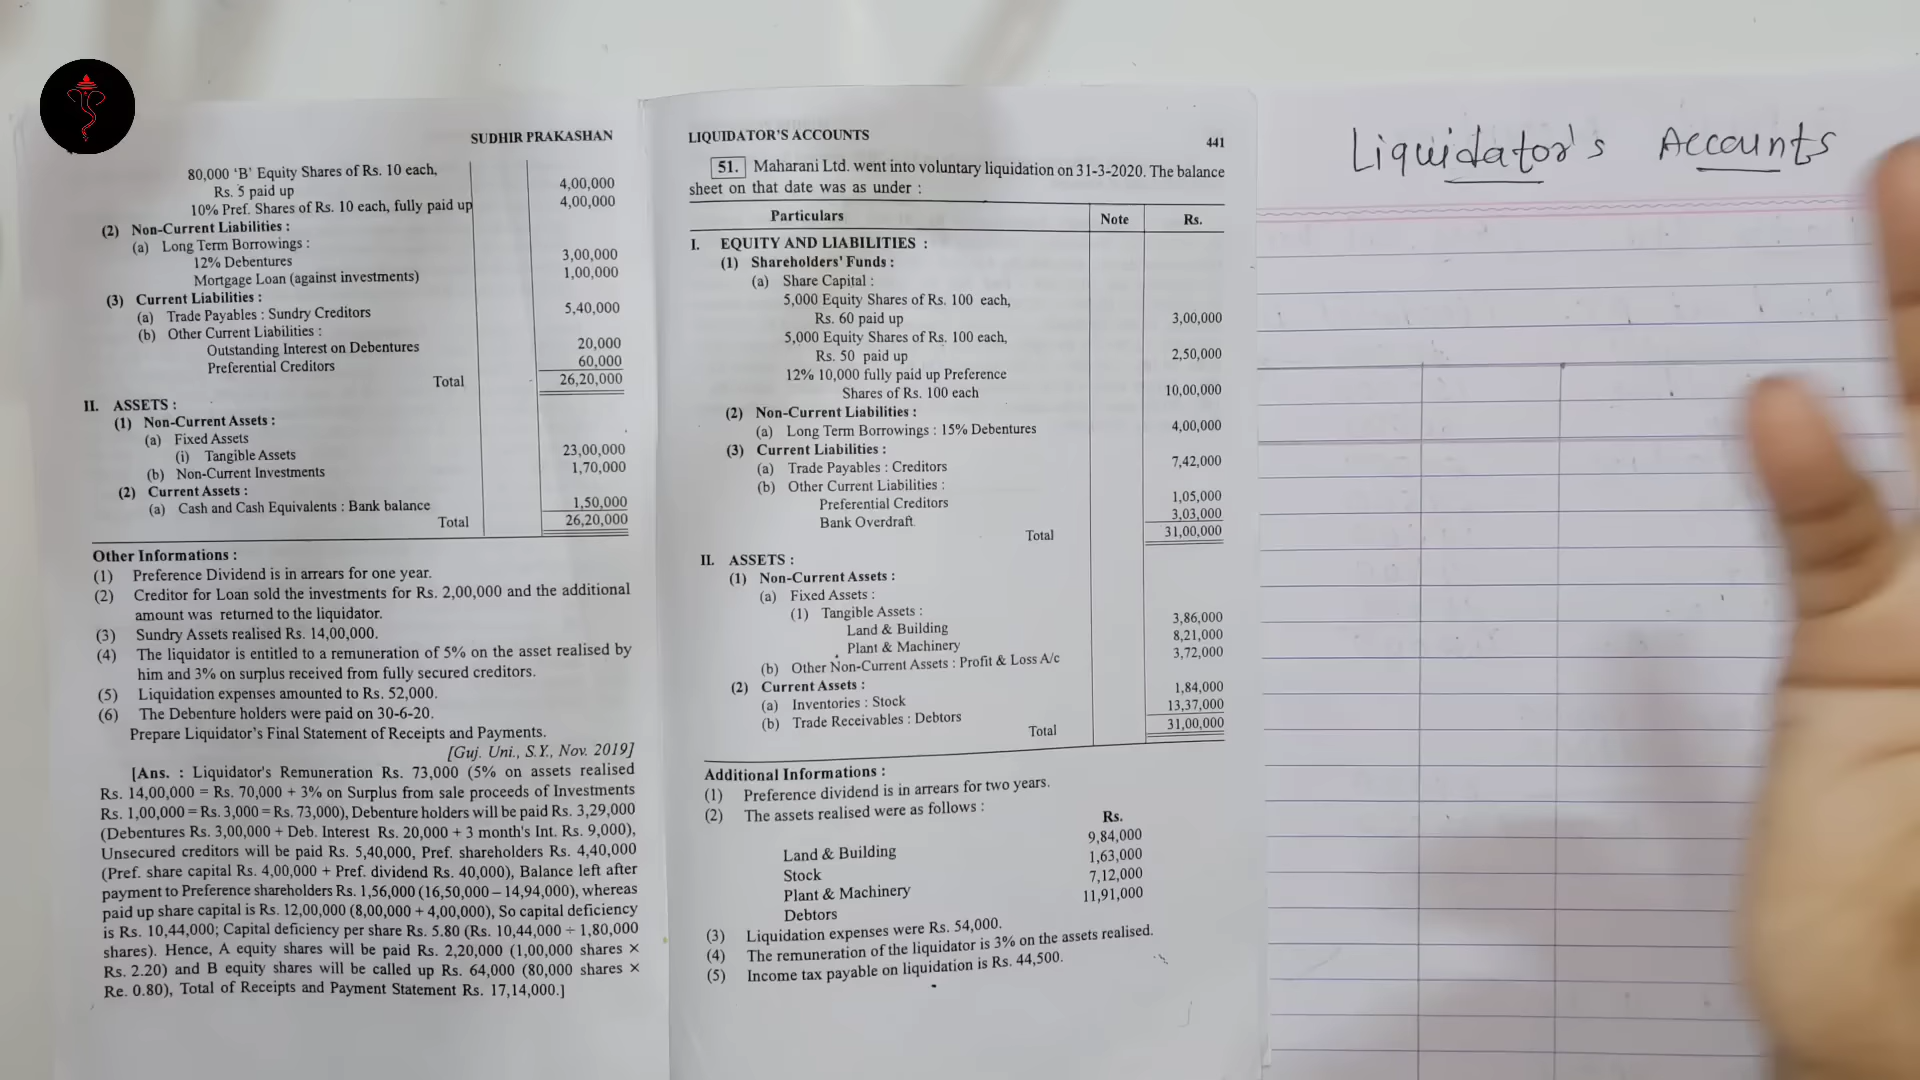 SUDHIR PRAKASHAN
80,000 ‘B’ Equity Shares of Rs. 10 each,
Rs. 5 paid up 4,00,000
10% Pref. Shares of Rs. 10 each, fully paid up 4,00,000
(2) Non-Current Liabilities :
(a) Long Term Borrowings :
12% Debentures 3,00,000
Mortgage Loan (against investments) 1,00,000
(3) Current Liabilities :
(a) Trade Payables : Sundry Creditors 5,40,000
(b) Other Current Liabilities :
Outstanding Interest on Debentures 20,000
Preferential Creditors 60,000
Total 26,20,000
II. ASSETS :
(1) Non-Current Assets :
(a) Fixed Assets
(i) Tangible Assets 23,00,000
(b) Non-Current Investments 1,70,000
(2) Current Assets :
(a) Cash and Cash Equivalents : Bank balance 1,50,000
Total 26,20,000
Other Informations :
(1) Preference Dividend is in arrears for one year.
(2) Creditor for Loan sold the investments for Rs. 2,00,000 and the additional
amount was returned to the liquidator.
(3) Sundry Assets realised Rs. 14,00,000.
(4) The liquidator is entitled to a remuneration of 5% on the asset realised by
him and 3% on surplus received from fully secured creditors.
(5) Liquidation expenses amounted to Rs. 52,000.
(6) The Debenture holders were paid on 30-6-20.
Prepare Liquidator's Final Statement of Receipts and Payments.
[Guj. Uni., S.Y., Nov. 2019]
[Ans. : Liquidator's Remuneration Rs. 73,000 (5% on assets realised
Rs. 14,00,000 = Rs. 70,000 + 3% on Surplus from sale proceeds of Investments
Rs. 1,00,000 = Rs. 3,000 = Rs. 73,000), Debenture holders will be paid Rs. 3,29,000
(Debentures Rs. 3,00,000 + Deb. Interest Rs. 20,000 + 3 month's Int. Rs. 9,000),
Unsecured creditors will be paid Rs. 5,40,000, Pref. shareholders Rs. 4,40,000
(Pref. share capital Rs. 4,00,000 + Pref. dividend Rs. 40,000), Balance left after
payment to Preference shareholders Rs. 1,56,000 (16,50,000 – 14,94,000), whereas
paid up share capital is Rs. 12,00,000 (8,00,000 + 4,00,000), So capital deficiency
is Rs. 10,44,000; Capital deficiency per share Rs. 5.80 (Rs. 10,44,000 ÷ 1,80,000
shares). Hence, A equity shares will be paid Rs. 2,20,000 (1,00,000 shares ×
Rs. 2.20) and B equity shares will be called up Rs. 64,000 (80,000 shares ×
Re. 0.80), Total of Receipts and Payment Statement Rs. 17,14,000.]
LIQUIDATOR'S ACCOUNTS 441
51. Maharani Ltd. went into voluntary liquidation on 31-3-2020. The balance
sheet on that date was as under :
Particulars Note Rs.
I. EQUITY AND LIABILITIES :
(1) Shareholders' Funds :
(a) Share Capital :
5,000 Equity Shares of Rs. 100 each,
Rs. 60 paid up 3,00,000
5,000 Equity Shares of Rs. 100 each,
Rs. 50 paid up 2,50,000
12% 10,000 fully paid up Preference
Shares of Rs. 100 each 10,00,000
(2) Non-Current Liabilities :
(a) Long Term Borrowings : 15% Debentures 4,00,000
(3) Current Liabilities :
(a) Trade Payables : Creditors 7,42,000
(b) Other Current Liabilities :
Preferential Creditors 1,05,000
Bank Overdraft 3,03,000
Total 31,00,000
II. ASSETS :
(1) Non-Current Assets :
(a) Fixed Assets :
(1) Tangible Assets :
Land & Building 3,86,000
Plant & Machinery 8,21,000
(b) Other Non-Current Assets : Profit & Loss A/c 3,72,000
(2) Current Assets :
(a) Inventories : Stock 1,84,000
(b) Trade Receivables : Debtors 13,37,000
Total 31,00,000
Additional Informations :
(1) Preference dividend is in arrears for two years.
(2) The assets realised were as follows :
Rs.
Land & Building 9,84,000
Stock 1,63,000
Plant & Machinery 7,12,000
Debtors 11,91,000
(3) Liquidation expenses were Rs. 54,000.
(4) The remuneration of the liquidator is 3% on the assets realised.
(5) Income tax payable on liquidation is Rs. 44,500.
Liquidator's Accounts